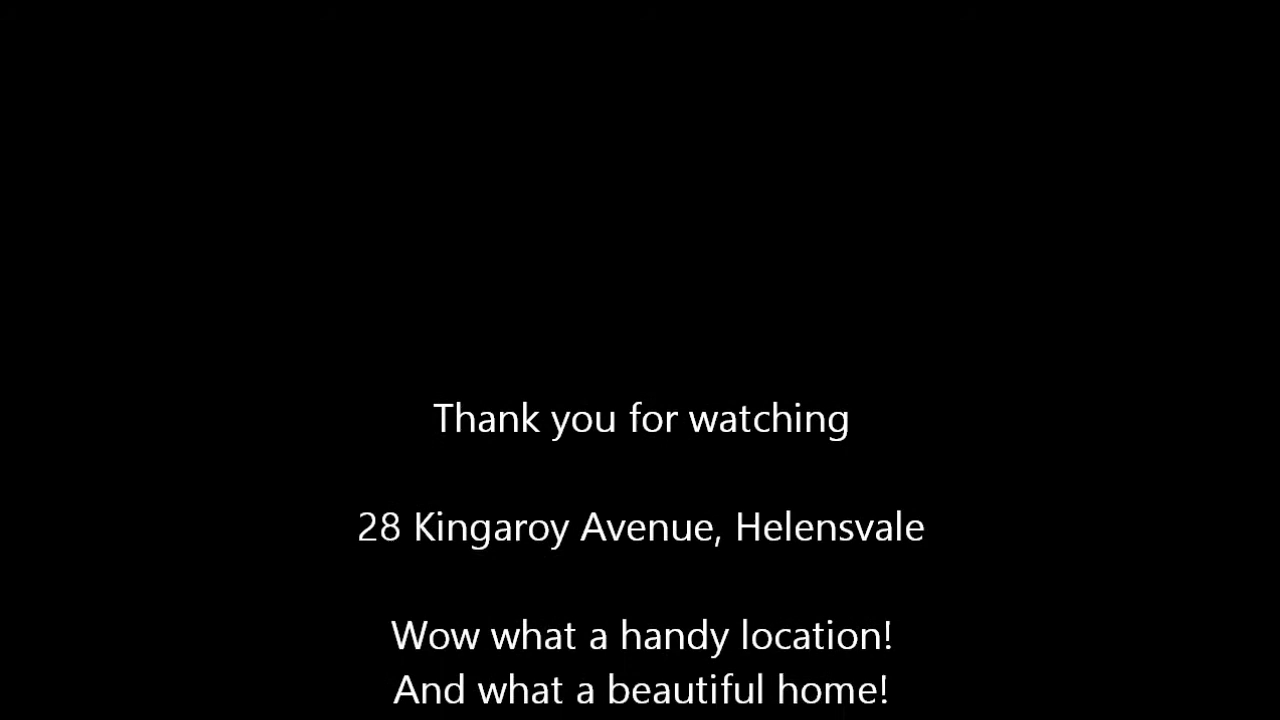 Thank you for watching
28 Kingaroy Avenue, Helensvale
Wow what a handy location!
And what a beautiful home!